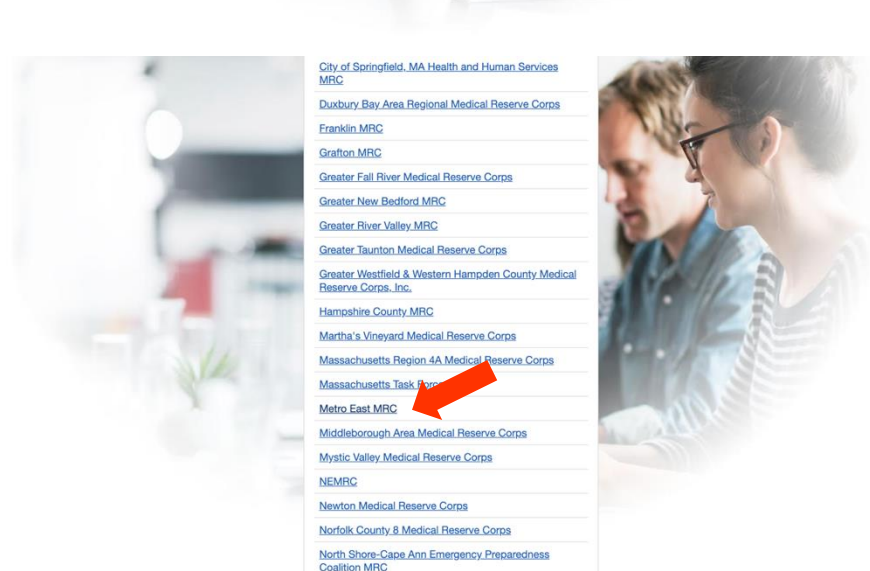 City of Springfield, MA Health and Human Services
MRC
Duxbury Bay Area Regional Medical Reserve Corps
Franklin MRC
Grafton MRC
Greater Fall River Medical Reserve Corps
Greater New Bedford MRC
Greater River Valley MRC
Greater Taunton Medical Reserve Corps
Greater Westfield & Western Hampden County Medical
Reserve Corps, Inc.
Hampshire County MRC
Martha's Vineyard Medical Reserve Corps
Massachusetts Region 4A Medical Reserve Corps
Massachusetts Task Force
Metro East MRC
Middleborough Area Medical Reserve Corps
Mystic Valley Medical Reserve Corps
NEMRC
Newton Medical Reserve Corps
Norfolk County 8 Medical Reserve Corps
North Shore-Cape Ann Emergency Preparedness
Coalition MRC